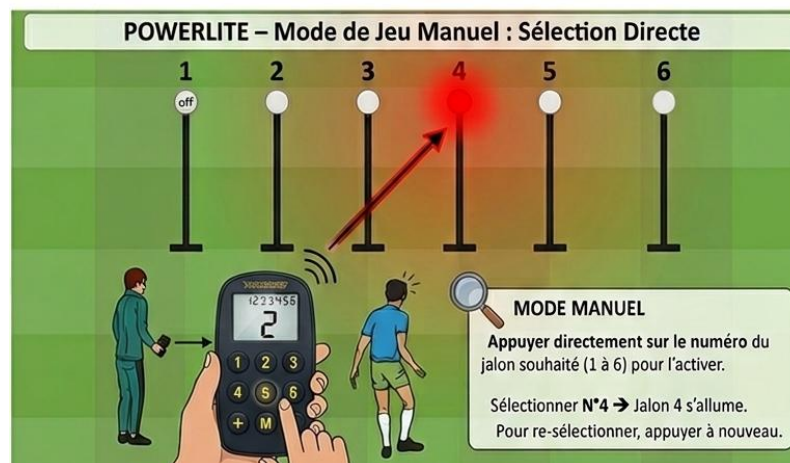 POWERLITE – Mode de Jeu Manuel : Sélection Directe
1 2 3 4 5 6
off
1223456
2
1 2 3
4 S 6
+ M
MODE MANUEL
Appuyer directement sur le numéro du
jalon souhaité (1 à 6) pour l'activer.
Sélectionner N°4 ➔ Jalon 4 s'allume.
Pour re-sélectionner, appuyer à nouveau.